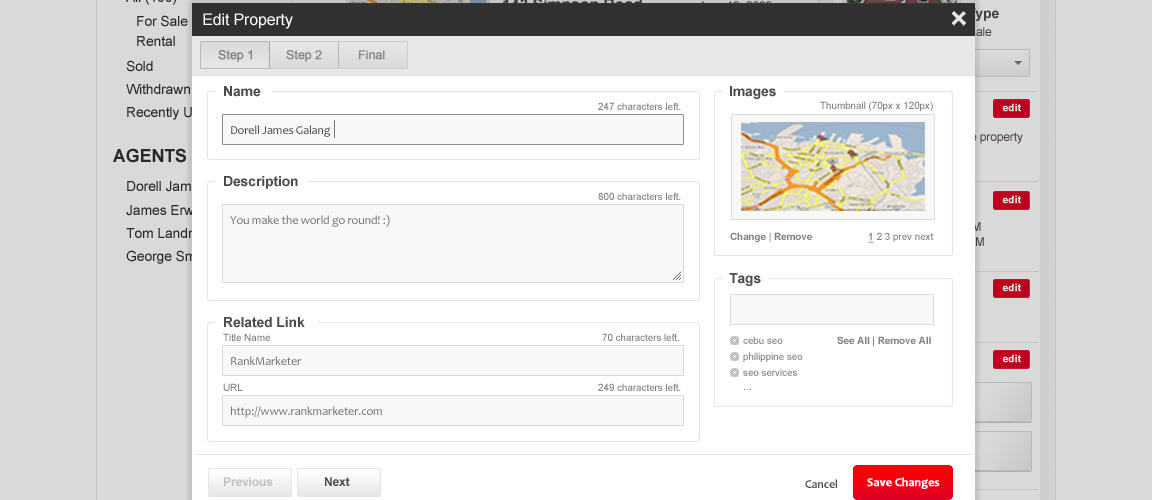 Edit Property
Step 1 Step 2 Final
For Sale
Rental
Sold
Withdrawn
Recently U
AGENTS
Dorell Jam
James Erw
Tom Landr
George Sm
Name
247 characters left.
Dorell James Galang
Description
800 characters left.
You make the world go round! :)
Related Link
Title Name 70 characters left.
RankMarketer
URL 249 characters left.
http://www.rankmarketer.com
Images
Thumbnail (70px x 120px)
Change | Remove 1 2 3 prev next
Tags
cebu seo See All | Remove All
philippine seo
seo services
...
Previous Next Cancel Save Changes
ype
ale
edit
e property
edit
M
M
edit
edit